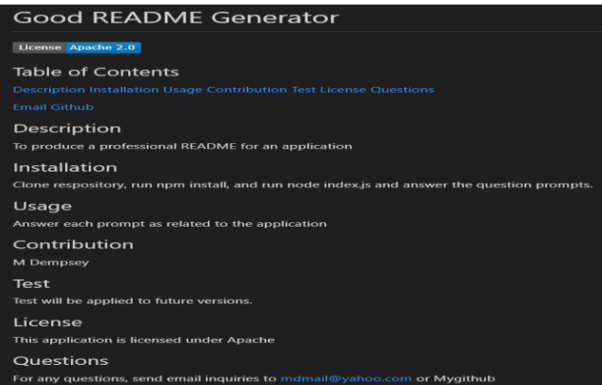 Good README Generator
License Apache 2.0
Table of Contents
Description Installation Usage Contribution Test License Questions
Email Github
Description
To produce a professional README for an application
Installation
Clone respository, run npm install, and run node index.js and answer the question prompts.
Usage
Answer each prompt as related to the application
Contribution
M Dempsey
Test
Test will be applied to future versions.
License
This application is licensed under Apache
Questions
For any questions, send email inquiries to mdmail@yahoo.com or Mygithub